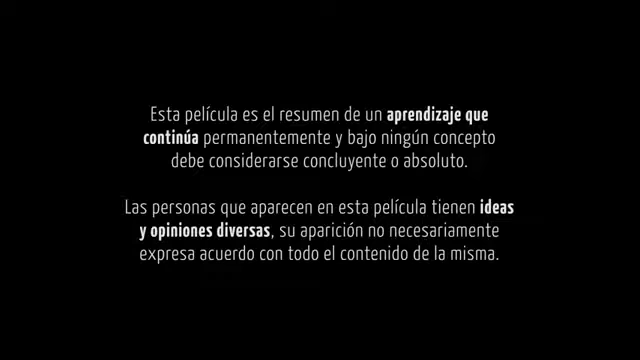 Esta película es el resumen de un aprendizaje que
continúa permanentemente y bajo ningún concepto
debe considerarse concluyente o absoluto.
Las personas que aparecen en esta película tienen ideas
y opiniones diversas, su aparición no necesariamente
expresa acuerdo con todo el contenido de la misma.